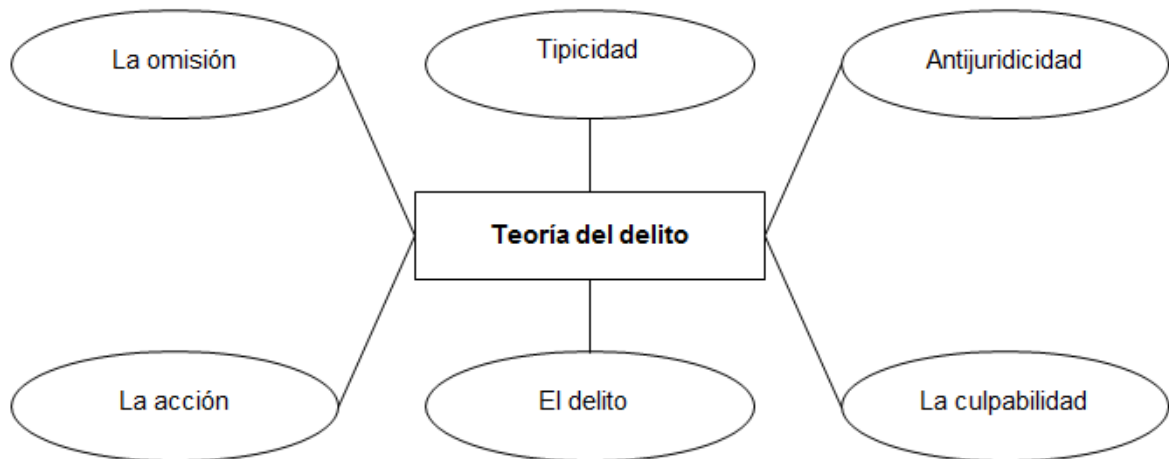 La omisión
Tipicidad
Antijuridicidad
Teoría del delito
La acción
El delito
La culpabilidad